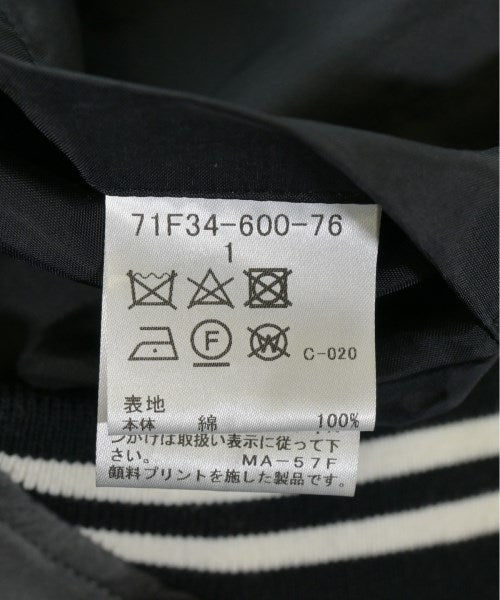 71F34-600-76
1
F W C-020
表地
本体 綿 100%
ンがけは取扱い表示に従って下
さい。 MA-57F
顔料プリントを施した製品です。